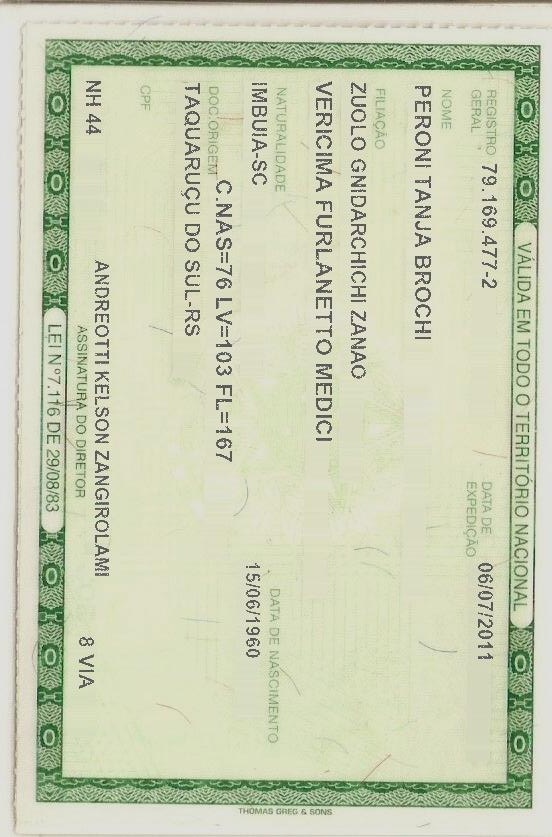 VÁLIDA EM TODO O TERRITÓRIO NACIONAL
REGISTRO GERAL 79.169.477-2 DATA DE EXPEDIÇÃO 06/07/2011
NOME
PERONI TANJA BROCHI
FILIAÇÃO
ZUOLO GNIDARCHICHI ZANAO
VERICIMA FURLANETTO MEDICI
NATURALIDADE DATA DE NASCIMENTO
IMBUIA-SC 15/06/1960
DOC ORIGEM C.NAS=76 LV=103 FL=167
TAQUARUÇU DO SUL-RS
CPF
NH 44 ANDREOTTI KELSON ZANGIROLAMI 8 VIA
ASSINATURA DO DIRETOR
LEI Nº7.116 DE 29/08/83
THOMAS GREG & SONS